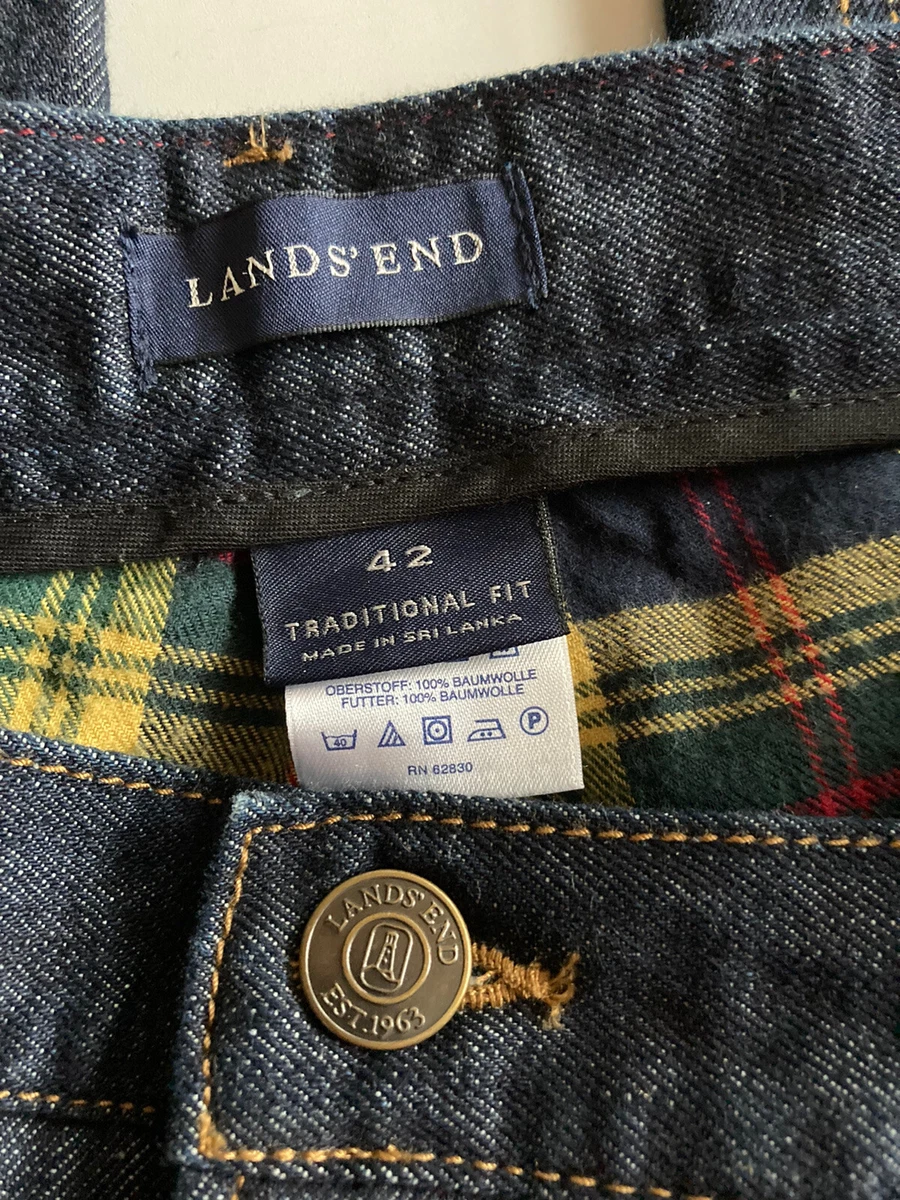 LANDS' END
42
TRADITIONAL FIT
MADE IN SRI LANKA
OBERSTOFF: 100% BAUMWOLLE
FUTTER: 100% BAUMWOLLE
40 P
RN 62830
LANDS' END
EST. 1963